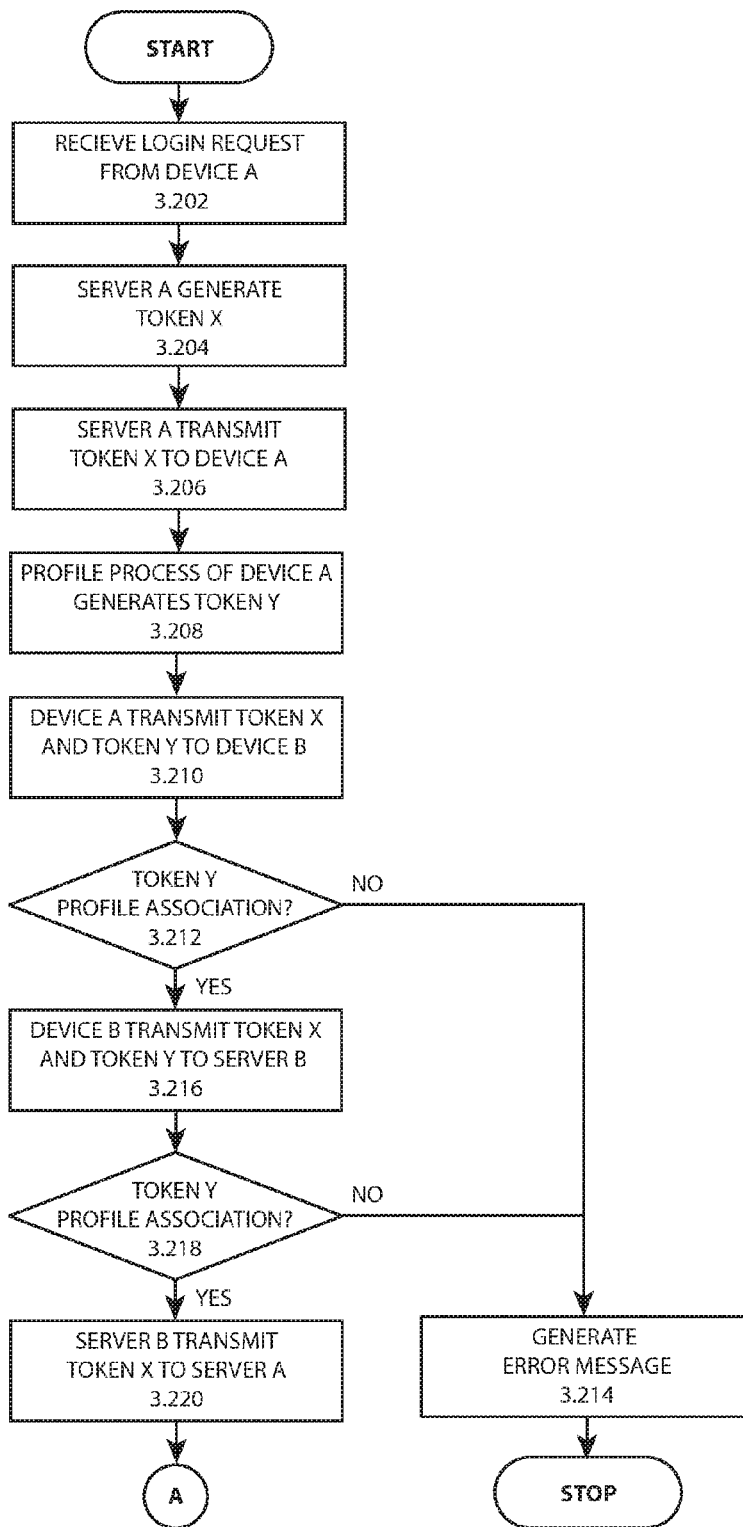 START
RECIEVE LOGIN REQUEST
FROM DEVICE A
3.202
SERVER A GENERATE
TOKEN X
3.204
SERVER A TRANSMIT
TOKEN X TO DEVICE A
3.206
PROFILE PROCESS OF DEVICE A
GENERATES TOKEN Y
3.208
DEVICE A TRANSMIT TOKEN X
AND TOKEN Y TO DEVICE B
3.210
TOKEN Y
PROFILE ASSOCIATION?
3.212
NO
YES
DEVICE B TRANSMIT TOKEN X
AND TOKEN Y TO SERVER B
3.216
TOKEN Y
PROFILE ASSOCIATION?
3.218
NO
YES
SERVER B TRANSMIT
TOKEN X TO SERVER A
3.220
GENERATE
ERROR MESSAGE
3.214
A
STOP